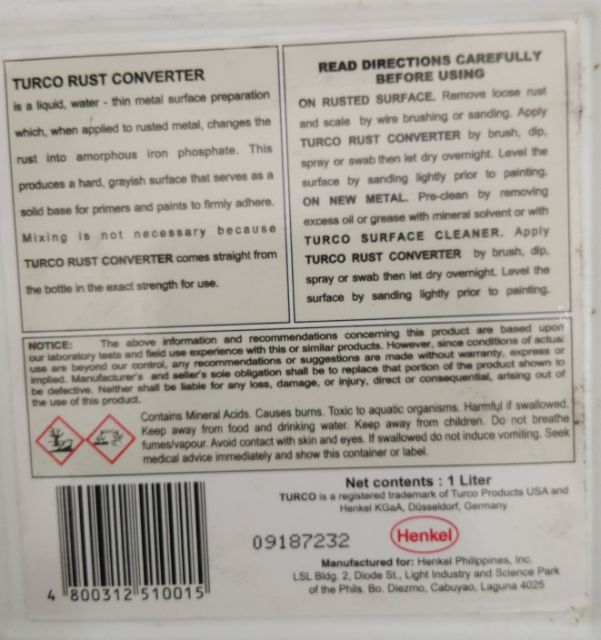 TURCO RUST CONVERTER
is a liquid, water - thin metal surface preparation
which, when applied to rusted metal, changes the
rust into amorphous iron phosphate. This
produces a hard, grayish surface that serves as a
solid base for primers and paints to firmly adhere.
Mixing is not necessary because
TURCO RUST CONVERTER comes straight from
the bottle in the exact strength for use.
READ DIRECTIONS CAREFULLY
BEFORE USING
ON RUSTED SURFACE. Remove loose rust
and scale by wire brushing or sanding. Apply
TURCO RUST CONVERTER by brush, dip,
spray or swab then let dry overnight. Level the
surface by sanding lightly prior to painting.
ON NEW METAL. Pre-clean by removing
excess oil or grease with mineral solvent or with
TURCO SURFACE CLEANER. Apply
TURCO RUST CONVERTER by brush, dip,
spray or swab then let dry overnight. Level the
surface by sanding lightly prior to painting.
NOTICE: The above information and recommendations concerning this product are based upon
our laboratory tests and field use experience with this or similar products. However, since conditions of actual
use are beyond our control, any recommendations or suggestions are made without warranty, express or
implied. Manufacturer's and seller's sole obligation shall be to replace that portion of the product shown to
be defective. Neither shall be liable for any loss, damage, or injury, direct or consequential, arising out of
the use of this product.
Contains Mineral Acids. Causes burns. Toxic to aquatic organisms. Harmful if swallowed.
Keep away from food and drinking water. Keep away from children. Do not breathe
fumes/vapour. Avoid contact with skin and eyes. If swallowed do not induce vomiting. Seek
medical advice immediately and show this container or label.
Net contents : 1 Liter
TURCO is a registered trademark of Turco Products USA and
Henkel KGaA, Düsseldorf, Germany
09187232
Henkel
Manufactured for: Henkel Philippines, Inc.
LSL Bldg. 2, Diode St., Light Industry and Science Park
of the Phils. Bo. Diezmo, Cabuyao, Laguna 4025
4 800312 510015